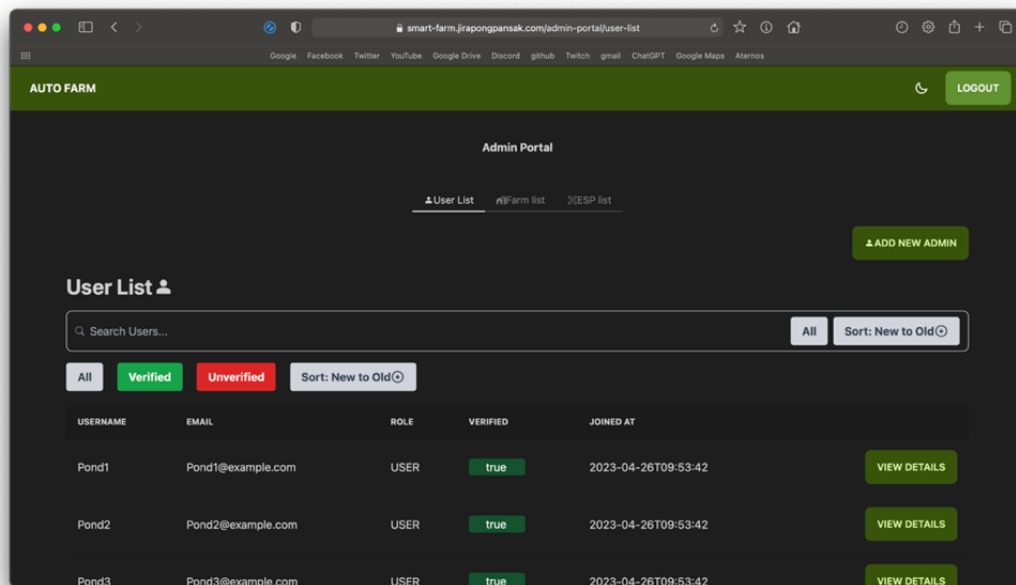 smart-farm.jirapongpansak.com/admin-portal/user-list
Google Facebook Twitter YouTube Google Drive Discord github Twitch gmail ChatGPT Google Maps Aternos
AUTO FARM LOGOUT
Admin Portal
User List Farm list ESP list
ADD NEW ADMIN
User List
Search Users... All Sort: New to Old
All Verified Unverified Sort: New to Old
USERNAME EMAIL ROLE VERIFIED JOINED AT
Pond1 Pond1@example.com USER true 2023-04-26T09:53:42 VIEW DETAILS
Pond2 Pond2@example.com USER true 2023-04-26T09:53:42 VIEW DETAILS
Pond3 Pond3@example.com USER true 2023-04-26T09:53:42 VIEW DETAILS